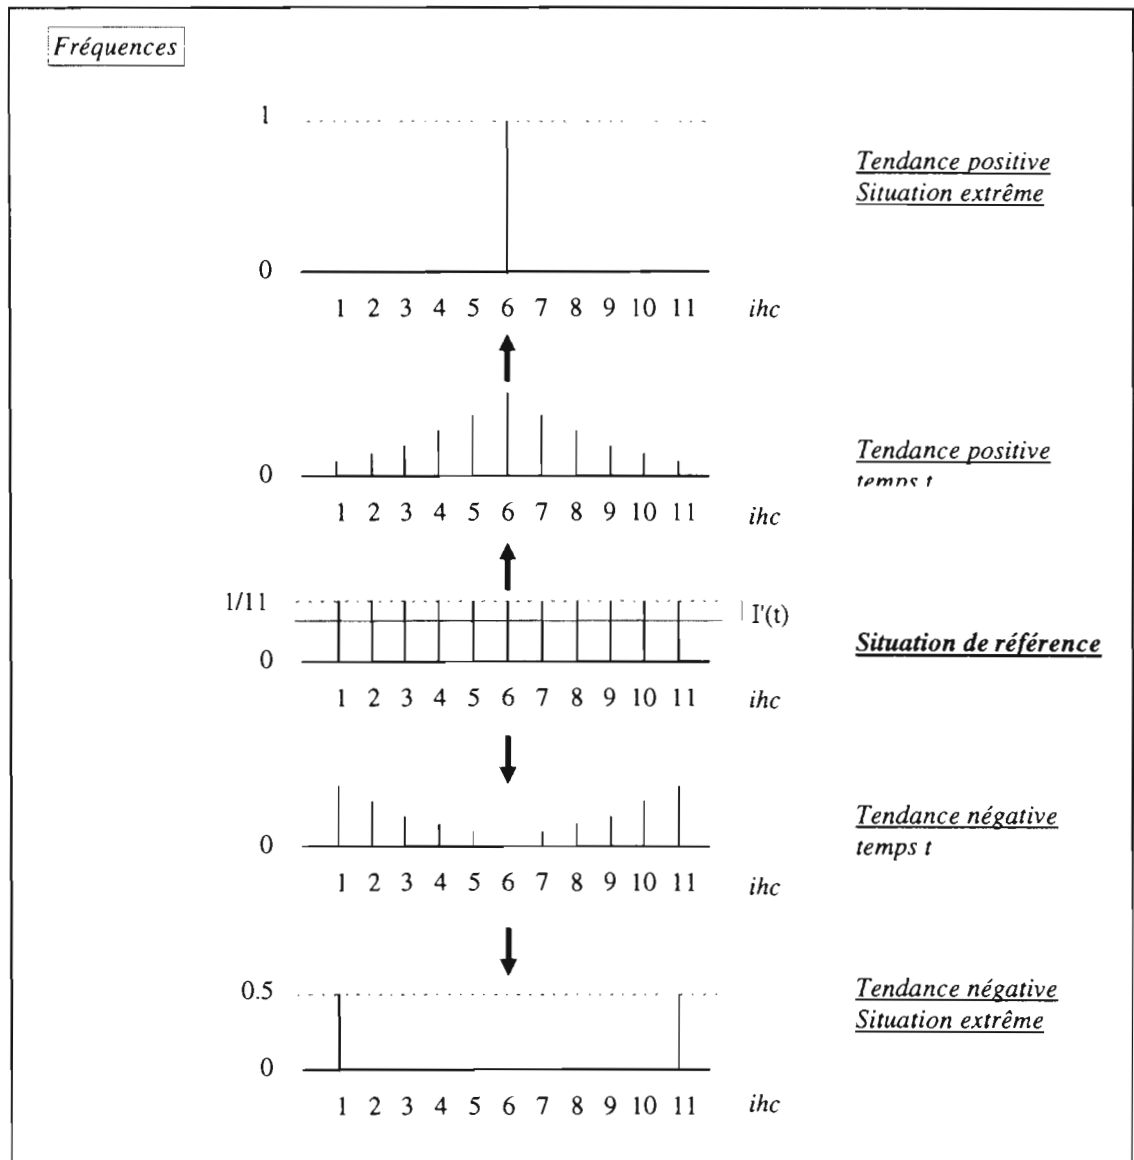 Fréquences
1
Tendance positive
Situation extrême
0
1 2 3 4 5 6 7 8 9 10 11 ihc
Tendance positive
temps t
0
1 2 3 4 5 6 7 8 9 10 11 ihc
1/11
I'(t)
Situation de référence
0
1 2 3 4 5 6 7 8 9 10 11 ihc
Tendance négative
temps t
0
1 2 3 4 5 6 7 8 9 10 11 ihc
0.5
Tendance négative
Situation extrême
0
1 2 3 4 5 6 7 8 9 10 11 ihc